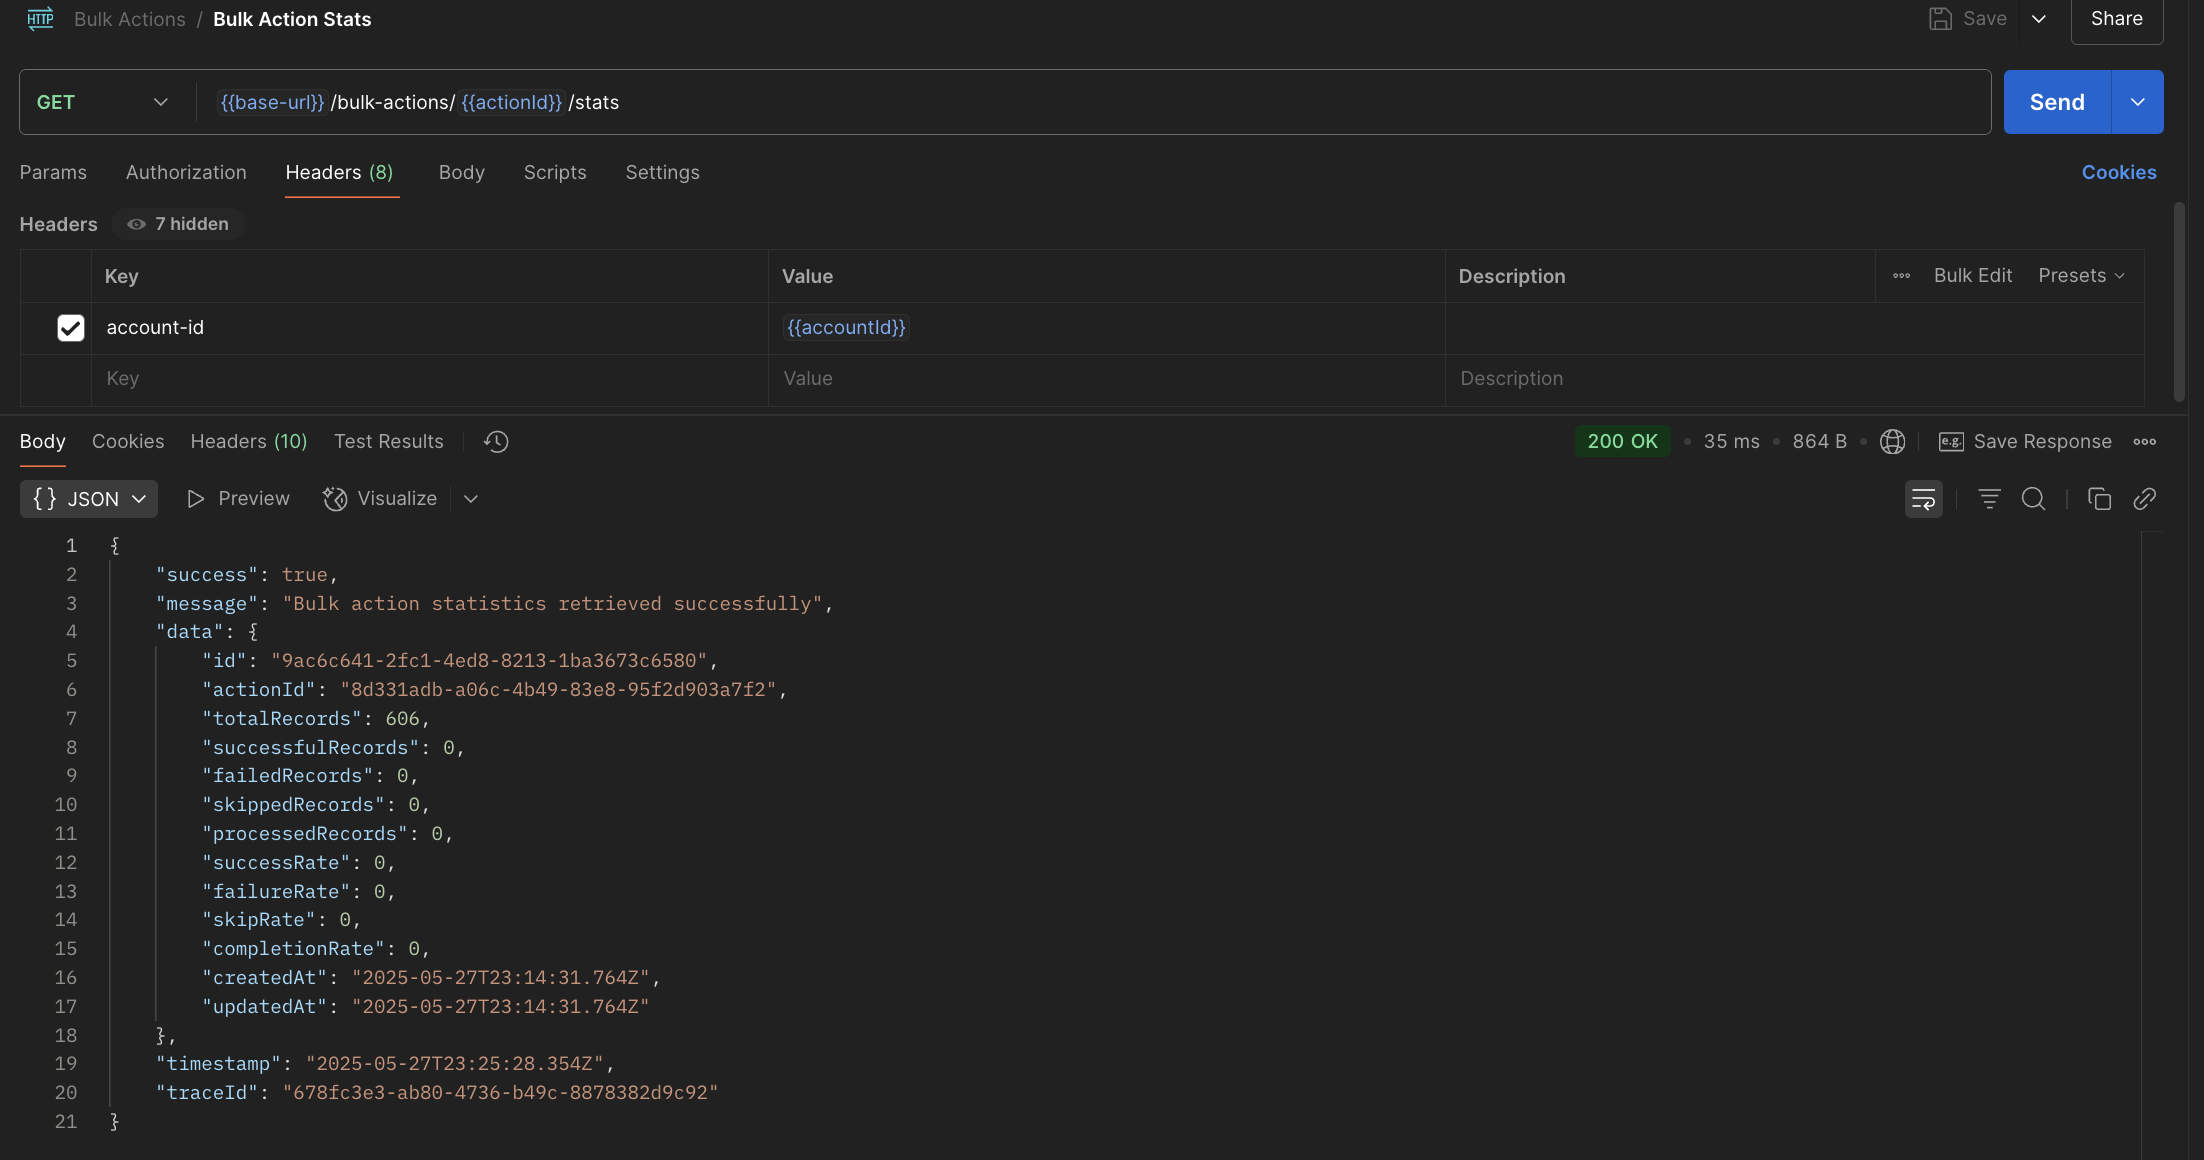 HTTP Bulk Actions / Bulk Action Stats Save Share
GET {{base-url}} /bulk-actions/ {{actionId}} /stats Send
Params Authorization Headers (8) Body Scripts Settings Cookies
Headers 7 hidden
Key Value Description Bulk Edit Presets
account-id {{accountId}}
Key Value Description
Body Cookies Headers (10) Test Results 200 OK • 35 ms • 864 B • e.g. Save Response
{} JSON Preview Visualize
1 {
2 "success": true,
3 "message": "Bulk action statistics retrieved successfully",
4 "data": {
5 "id": "9ac6c641-2fc1-4ed8-8213-1ba3673c6580",
6 "actionId": "8d331adb-a06c-4b49-83e8-95f2d903a7f2",
7 "totalRecords": 606,
8 "successfulRecords": 0,
9 "failedRecords": 0,
10 "skippedRecords": 0,
11 "processedRecords": 0,
12 "successRate": 0,
13 "failureRate": 0,
14 "skipRate": 0,
15 "completionRate": 0,
16 "createdAt": "2025-05-27T23:14:31.764Z",
17 "updatedAt": "2025-05-27T23:14:31.764Z"
18 },
19 "timestamp": "2025-05-27T23:25:28.354Z",
20 "traceId": "678fc3e3-ab80-4736-b49c-8878382d9c92"
21 }